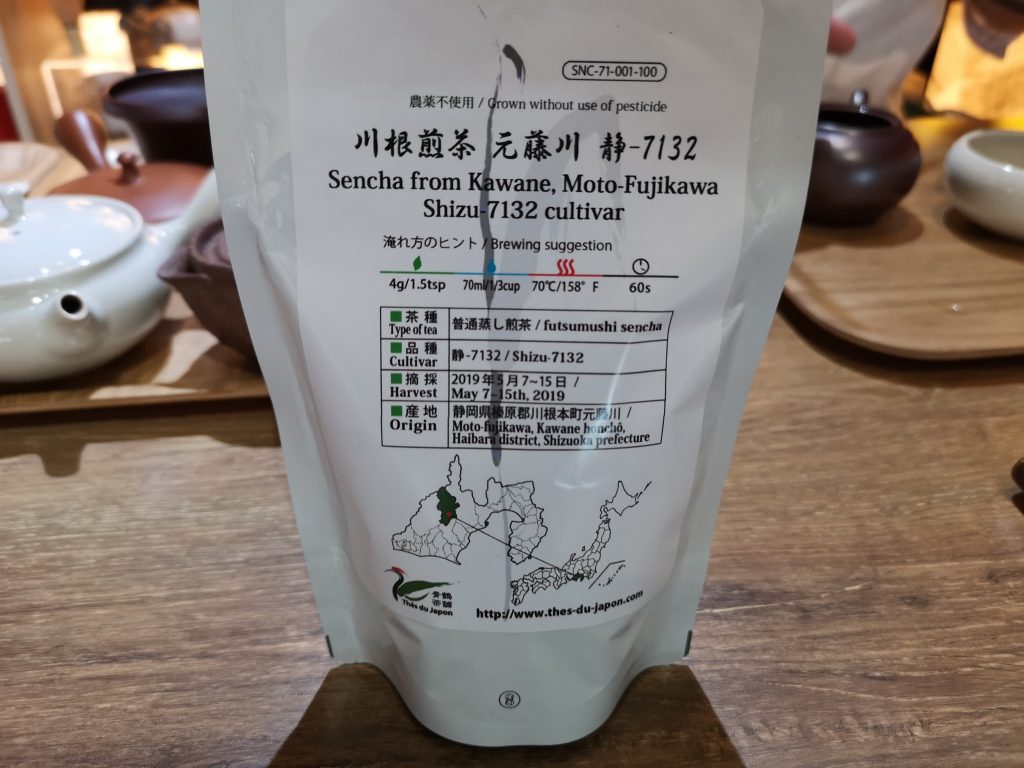 SNC-71-001-100
農薬不使用 / Grown without use of pesticide
川根煎茶 元藤川 静-7132
Sencha from Kawane, Moto-Fujikawa
Shizu-7132 cultivar
淹れ方のヒント / Brewing suggestion
4g/1.5tsp 70ml/1/3cup 70℃/158° F 60s
茶種 普通蒸し煎茶 / futsumushi sencha
Type of tea
品種 静-7132 / Shizu-7132
Cultivar
摘採 2019年5月7~15日 /
Harvest May 7-15th, 2019
産地 静岡県榛原郡川根本町元藤川 /
Origin Moto-fujikawa, Kawane honchô,
Haibara district, Shizuoka prefecture
青鶴
茶舗
Thés du Japon
http://www.thes-du-japon.com